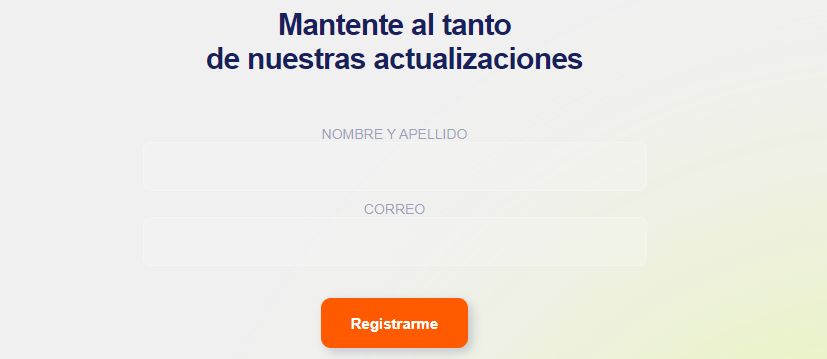 Mantente al tanto
de nuestras actualizaciones
NOMBRE Y APELLIDO
CORREO
Registrarme